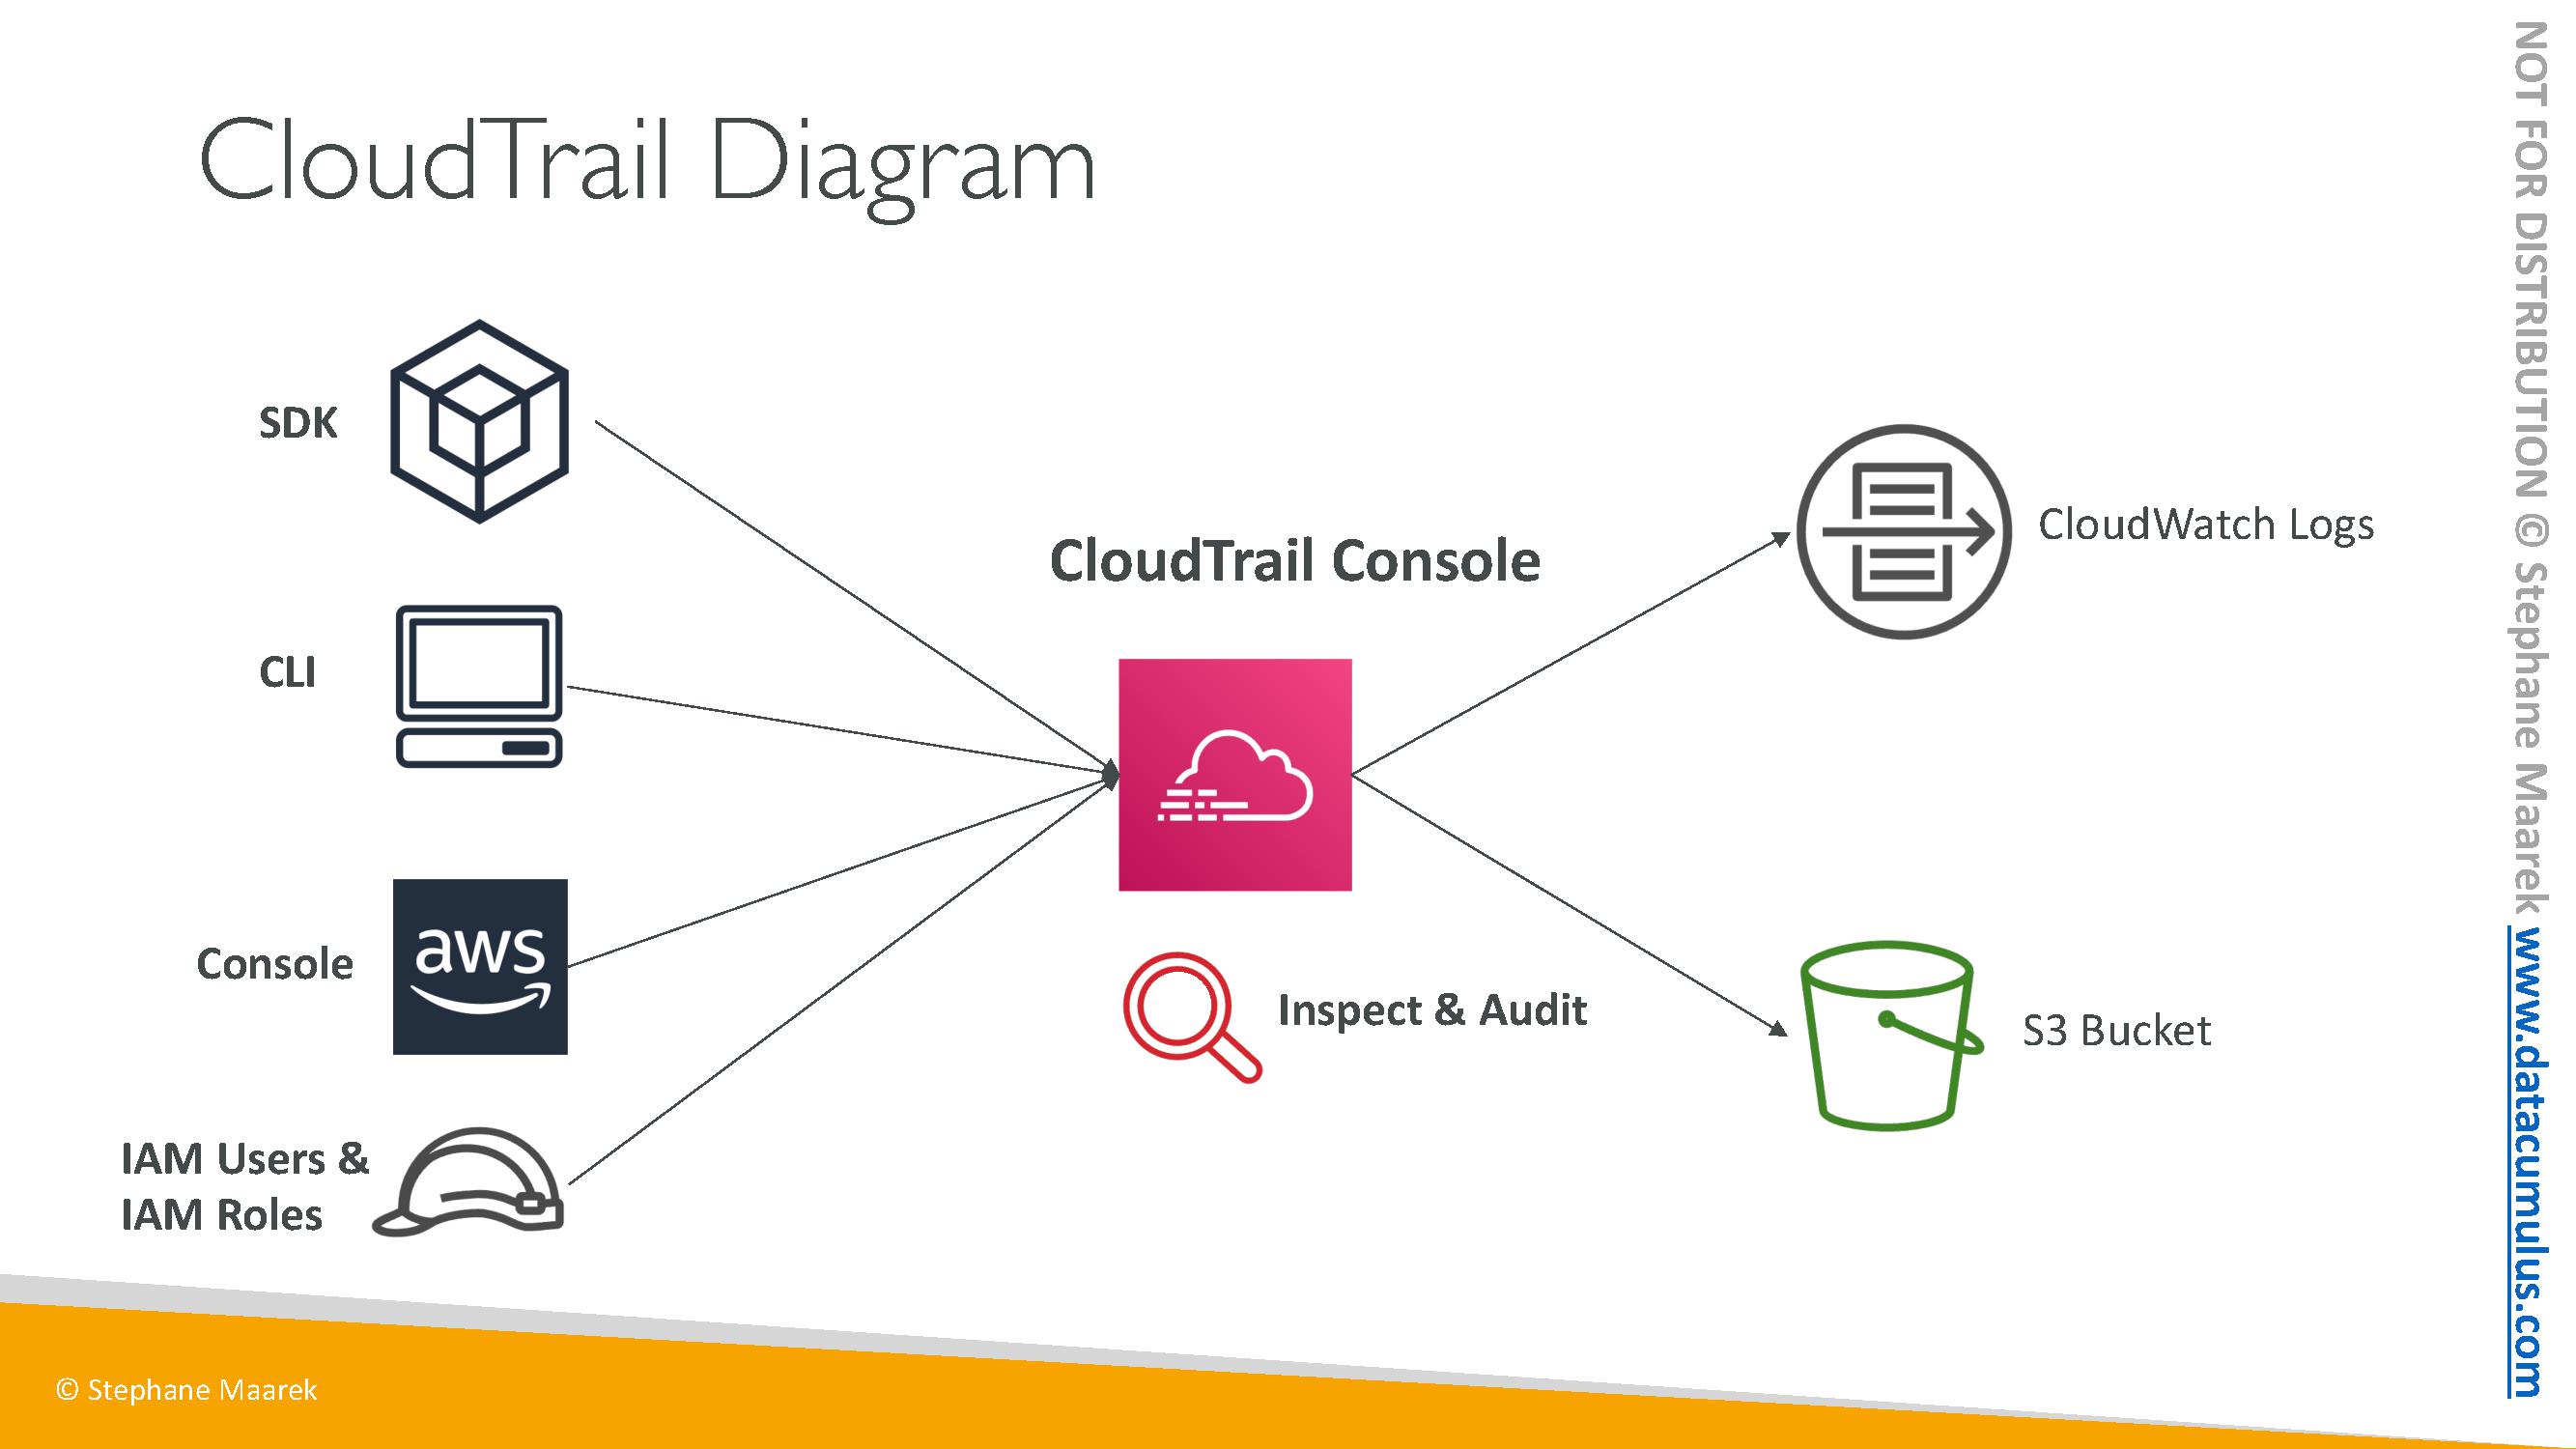 CloudTrail Diagram
SDK
CLI
Console
aws
IAM Users &
IAM Roles
CloudTrail Console
Inspect & Audit
CloudWatch Logs
S3 Bucket
© Stephane Maarek
NOT FOR DISTRIBUTION © Stephane Maarek www.datacumulus.com